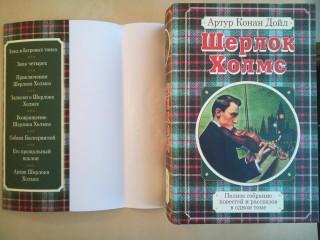 Этюд в багровых тонах
Знак четырех
Приключения
Шерлока Холмса
Записки о Шерлоке
Холмсе
Возвращение
Шерлока Холмса
Собака Баскервилей
Его прощальный
поклон
Архив Шерлока
Холмса
Артур Конан Дойл
Шерлок
Холмс
Полное собрание
повестей и рассказов
в одном томе